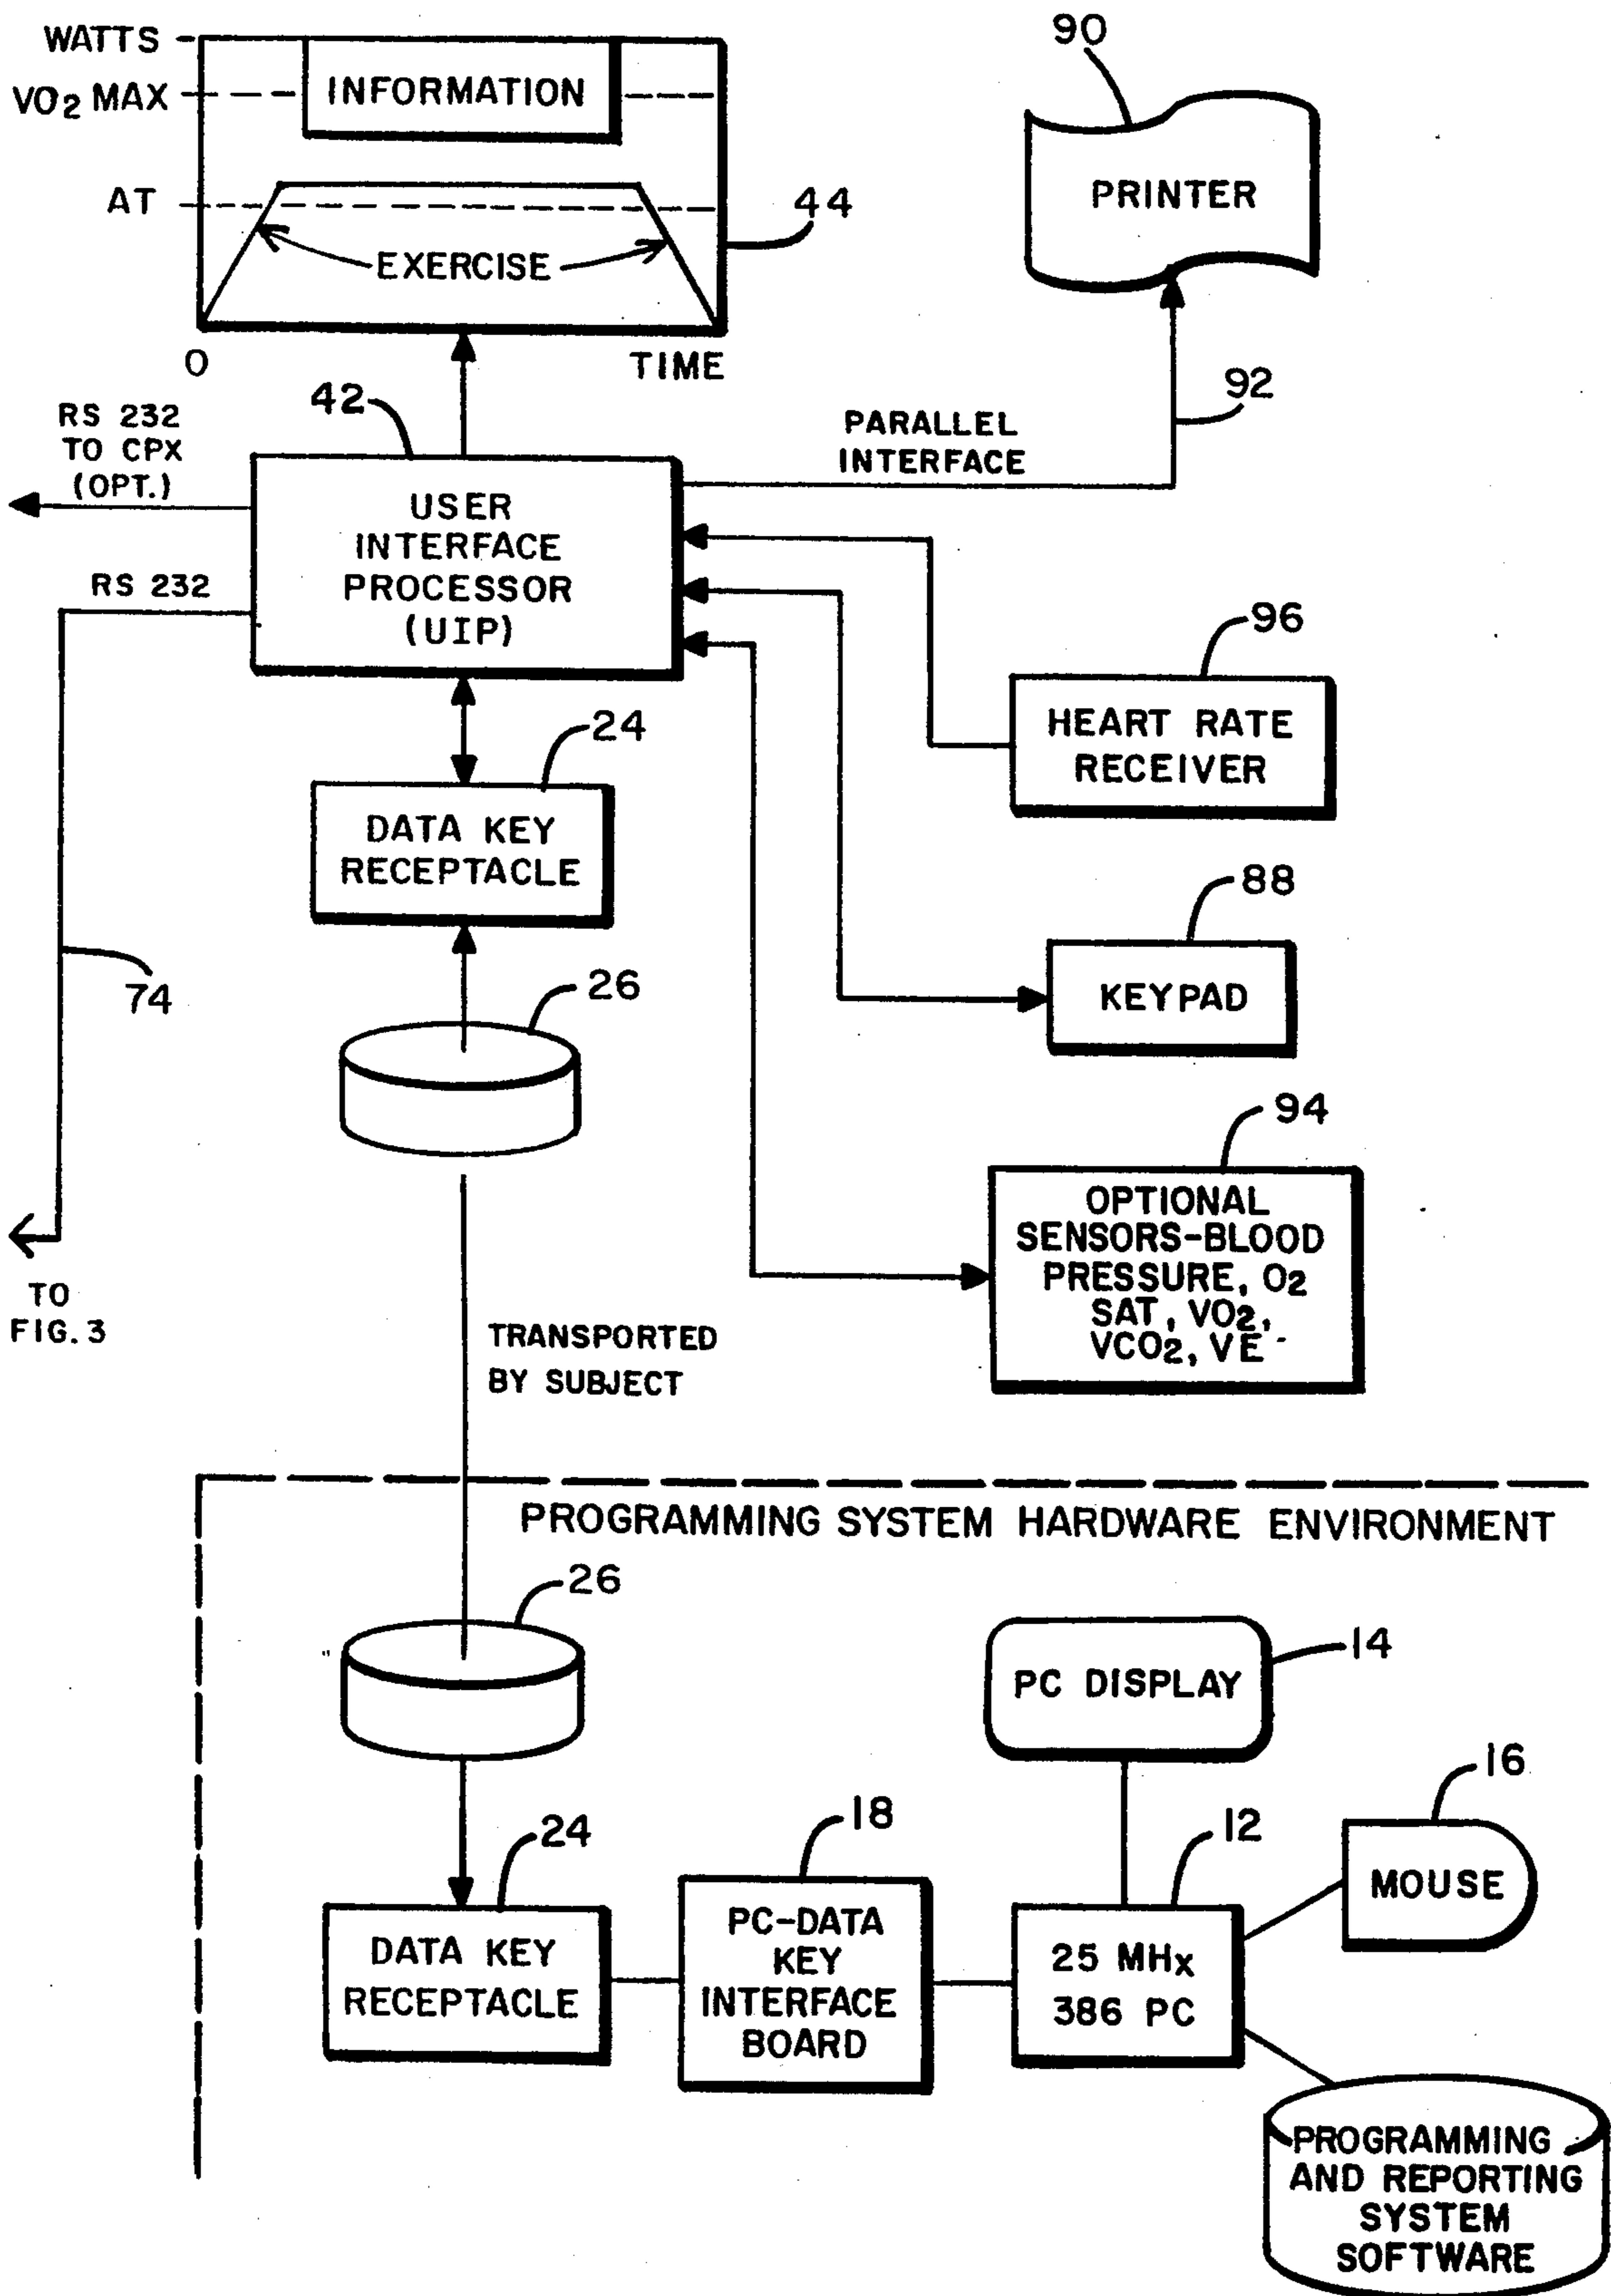 WATTS
VO2 MAX
INFORMATION
AT
EXERCISE
44
0
TIME
90
PRINTER
92
42
RS 232
TO CPX
(OPT.)
PARALLEL
INTERFACE
USER
INTERFACE
PROCESSOR
(UIP)
RS 232
96
HEART RATE
RECEIVER
24
DATA KEY
RECEPTACLE
88
KEYPAD
74
26
94
OPTIONAL
SENSORS-BLOOD
PRESSURE, O2
SAT, VO2,
VCO2, VE
TO
FIG. 3
TRANSPORTED
BY SUBJECT
PROGRAMMING SYSTEM HARDWARE ENVIRONMENT
26
14
PC DISPLAY
16
MOUSE
24
DATA KEY
RECEPTACLE
18
PC-DATA
KEY
INTERFACE
BOARD
12
25 MHx
386 PC
PROGRAMMING
AND REPORTING
SYSTEM
SOFTWARE